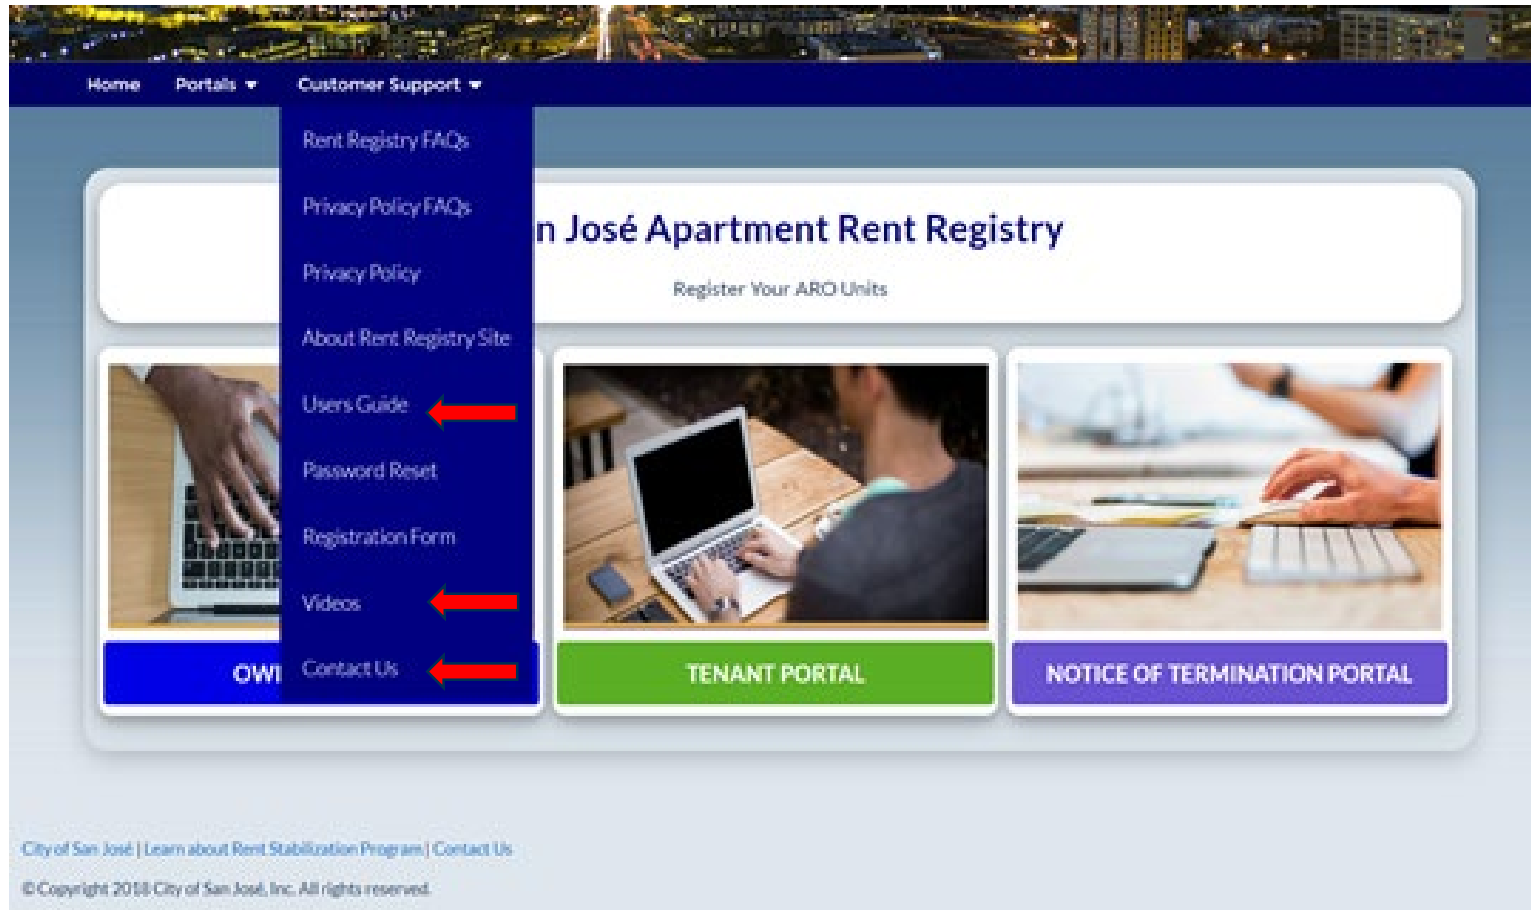 Home Portals Customer Support
Rent Registry FAQs
Privacy Policy FAQs
Privacy Policy
About Rent Registry Site
Users Guide
Password Reset
Registration Form
Videos
Contact Us
n José Apartment Rent Registry
Register Your ARO Units
OWN
TENANT PORTAL
NOTICE OF TERMINATION PORTAL
City of San José | Learn about Rent Stabilization Program | Contact Us
© Copyright 2018 City of San José, Inc. All rights reserved.